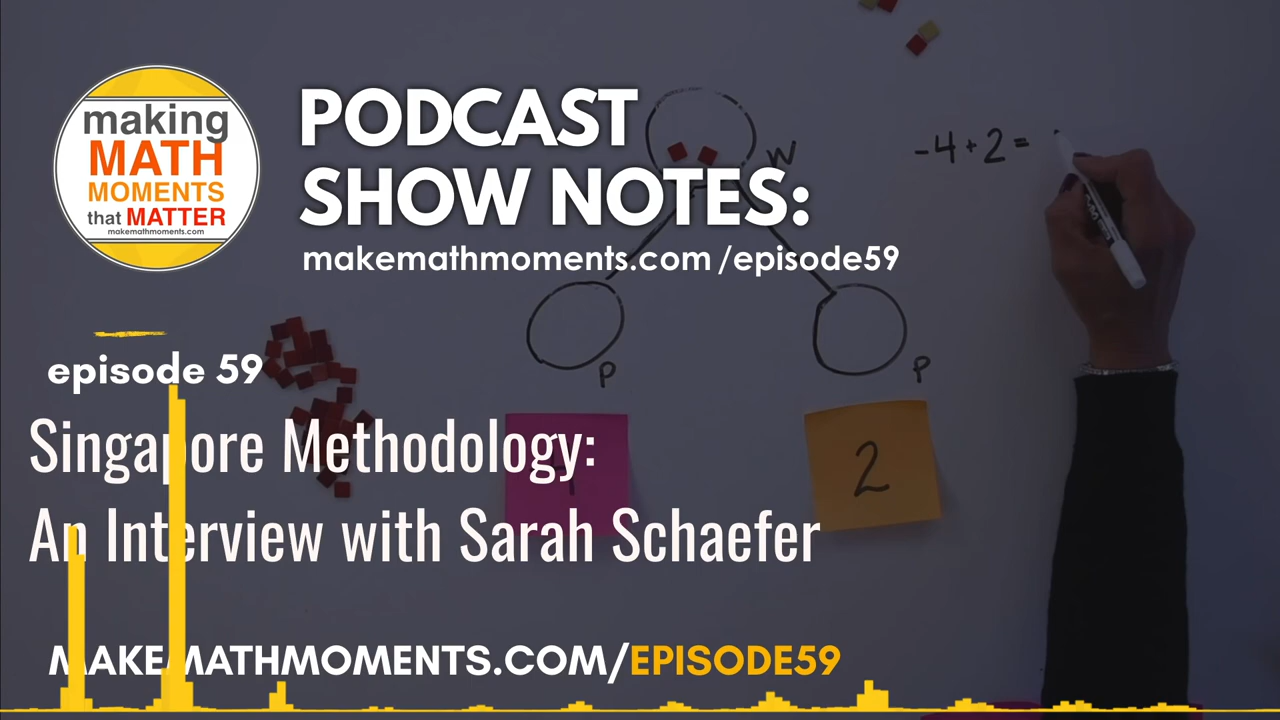 making
MATH
MOMENTS
that MATTER
makemathmoments.com
PODCAST
SHOW NOTES:
makemathmoments.com /episode59
W
-4 + 2 =
P
P
episode 59
Singapore Methodology:
2
An Interview with Sarah Schaefer
MAKEMATHMOMENTS.COM/EPISODE59